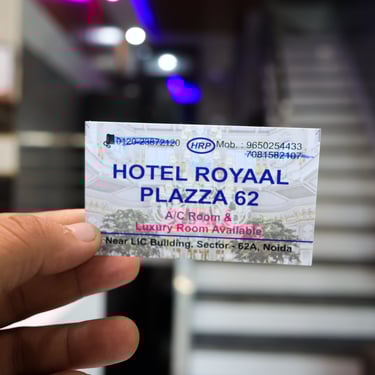 0120-23872120 HRP Mob. : 9650254433
7081582107
HOTEL ROYAAL
PLAZZA 62
A/C Room &
Luxury Room Available
Near LIC Building, Sector - 62A, Noida